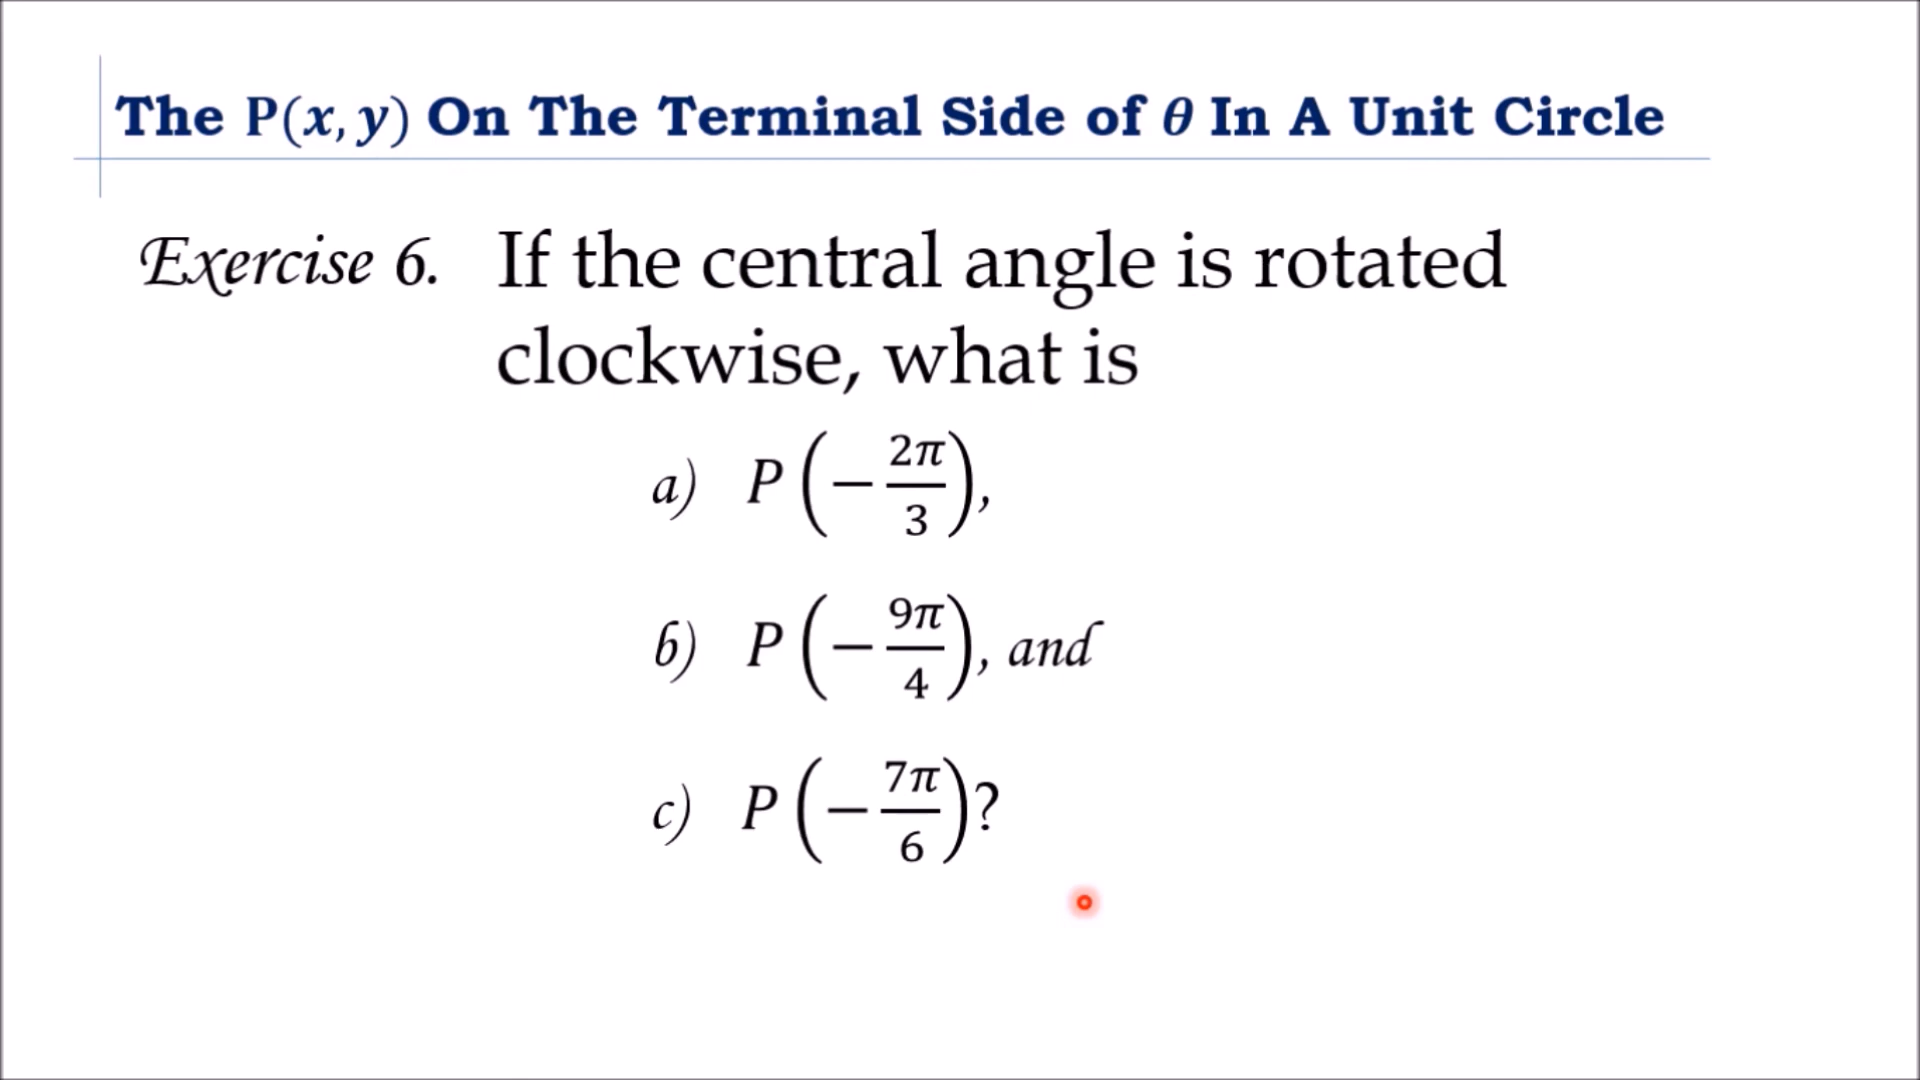 The P(x, y) On The Terminal Side of θ In A Unit Circle
Exercise 6. If the central angle is rotated
clockwise, what is
a) P(−2π/3),
b) P(−9π/4), and
c) P(−7π/6)?